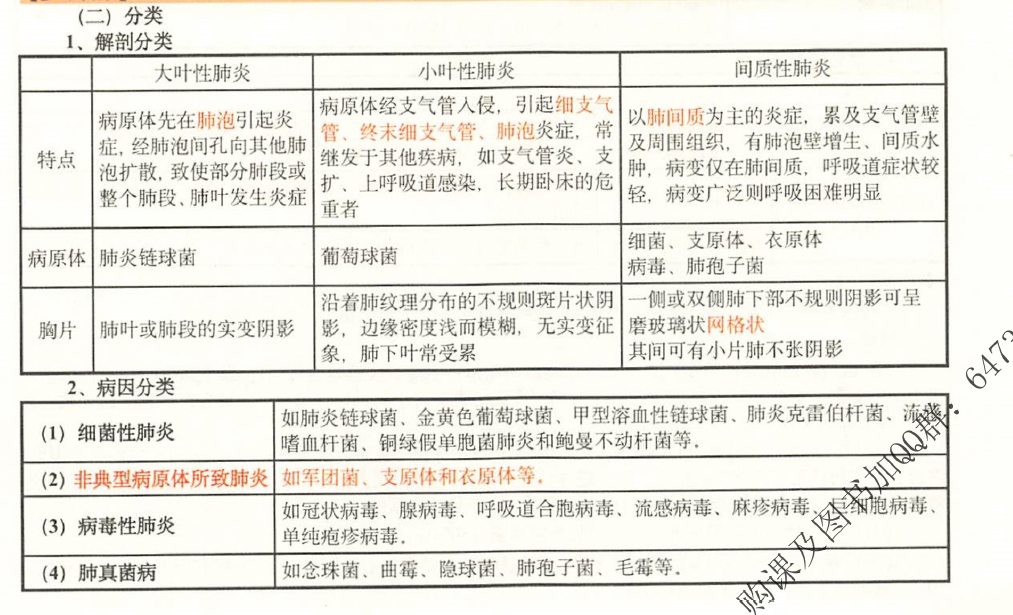 （二）分类
1、解剖分类
大叶性肺炎
小叶性肺炎
间质性肺炎
特点
病原体先在肺泡引起炎
症，经肺泡间孔向其他肺
泡扩散，致使部分肺段或
整个肺段、肺叶发生炎症
病原体经支气管入侵，引起细支气
管、终末细支气管、肺泡炎症，常
继发于其他疾病，如支气管炎、支
扩、上呼吸道感染，长期卧床的危
重者
以肺间质为主的炎症，累及支气管壁
及周围组织，有肺泡壁增生、间质水
肿，病变仅在肺间质，呼吸道症状较
轻，病变广泛则呼吸困难明显
病原体
肺炎链球菌
葡萄球菌
细菌、支原体、衣原体
病毒、肺孢子菌
胸片
肺叶或肺段的实变阴影
沿着肺纹理分布的不规则斑片状阴
影，边缘密度浅而模糊，无实变征
象，肺下叶常受累
一侧或双侧肺下部不规则阴影可呈
磨玻璃状网格状
其间可有小片肺不张阴影
2、病因分类
（1）细菌性肺炎
如肺炎链球菌、金黄色葡萄球菌、甲型溶血性链球菌、肺炎克雷伯杆菌、流感
嗜血杆菌、铜绿假单胞菌肺炎和鲍曼不动杆菌等.
（2）非典型病原体所致肺炎
如军团菌、支原体和衣原体等.
（3）病毒性肺炎
如冠状病毒、腺病毒、呼吸道合胞病毒、流感病毒、麻疹病毒、巨细胞病毒、
单纯疱疹病毒.
（4）肺真菌病
如念珠菌、曲霉、隐球菌、肺孢子菌、毛霉等.
购课及图书加QQ群：6473